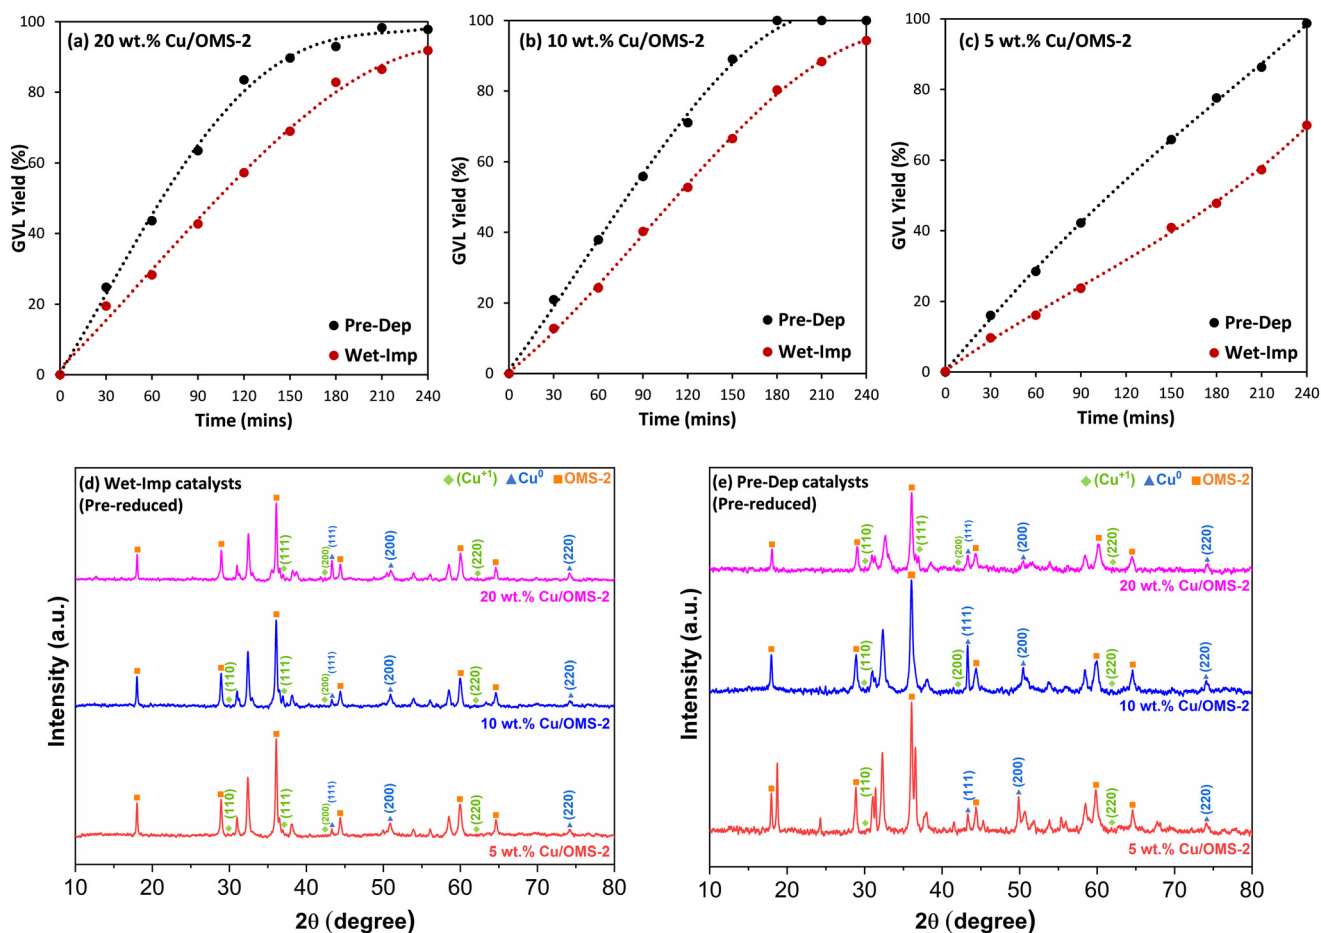 (a) 20 wt.% Cu/OMS-2
GVL Yield (%)
100
80
60
40
20
0
Pre-Dep
Wet-Imp
0 30 60 90 120 150 180 210 240
Time (mins)
(b) 10 wt.% Cu/OMS-2
GVL Yield (%)
100
80
60
40
20
0
Pre-Dep
Wet-Imp
0 30 60 90 120 150 180 210 240
Time (mins)
(c) 5 wt.% Cu/OMS-2
GVL Yield (%)
100
80
60
40
20
0
Pre-Dep
Wet-Imp
0 30 60 90 120 150 180 210 240
Time (mins)
(d) Wet-Imp catalysts
(Pre-reduced)
(Cu+1) Cu0 OMS-2
Intensity (a.u.)
(111) (200) (111) (200) (220) (220)
20 wt.% Cu/OMS-2
(110) (111) (200) (111) (200) (220) (220)
10 wt.% Cu/OMS-2
(110) (111) (200) (111) (200) (220) (220)
5 wt.% Cu/OMS-2
10 20 30 40 50 60 70 80
2θ (degree)
(e) Pre-Dep catalysts
(Pre-reduced)
(Cu+1) Cu0 OMS-2
Intensity (a.u.)
(110) (111) (200) (111) (200) (220) (220)
20 wt.% Cu/OMS-2
(110) (200) (111) (200) (220) (220)
10 wt.% Cu/OMS-2
(110) (111) (200) (220) (220)
5 wt.% Cu/OMS-2
10 20 30 40 50 60 70 80
2θ (degree)